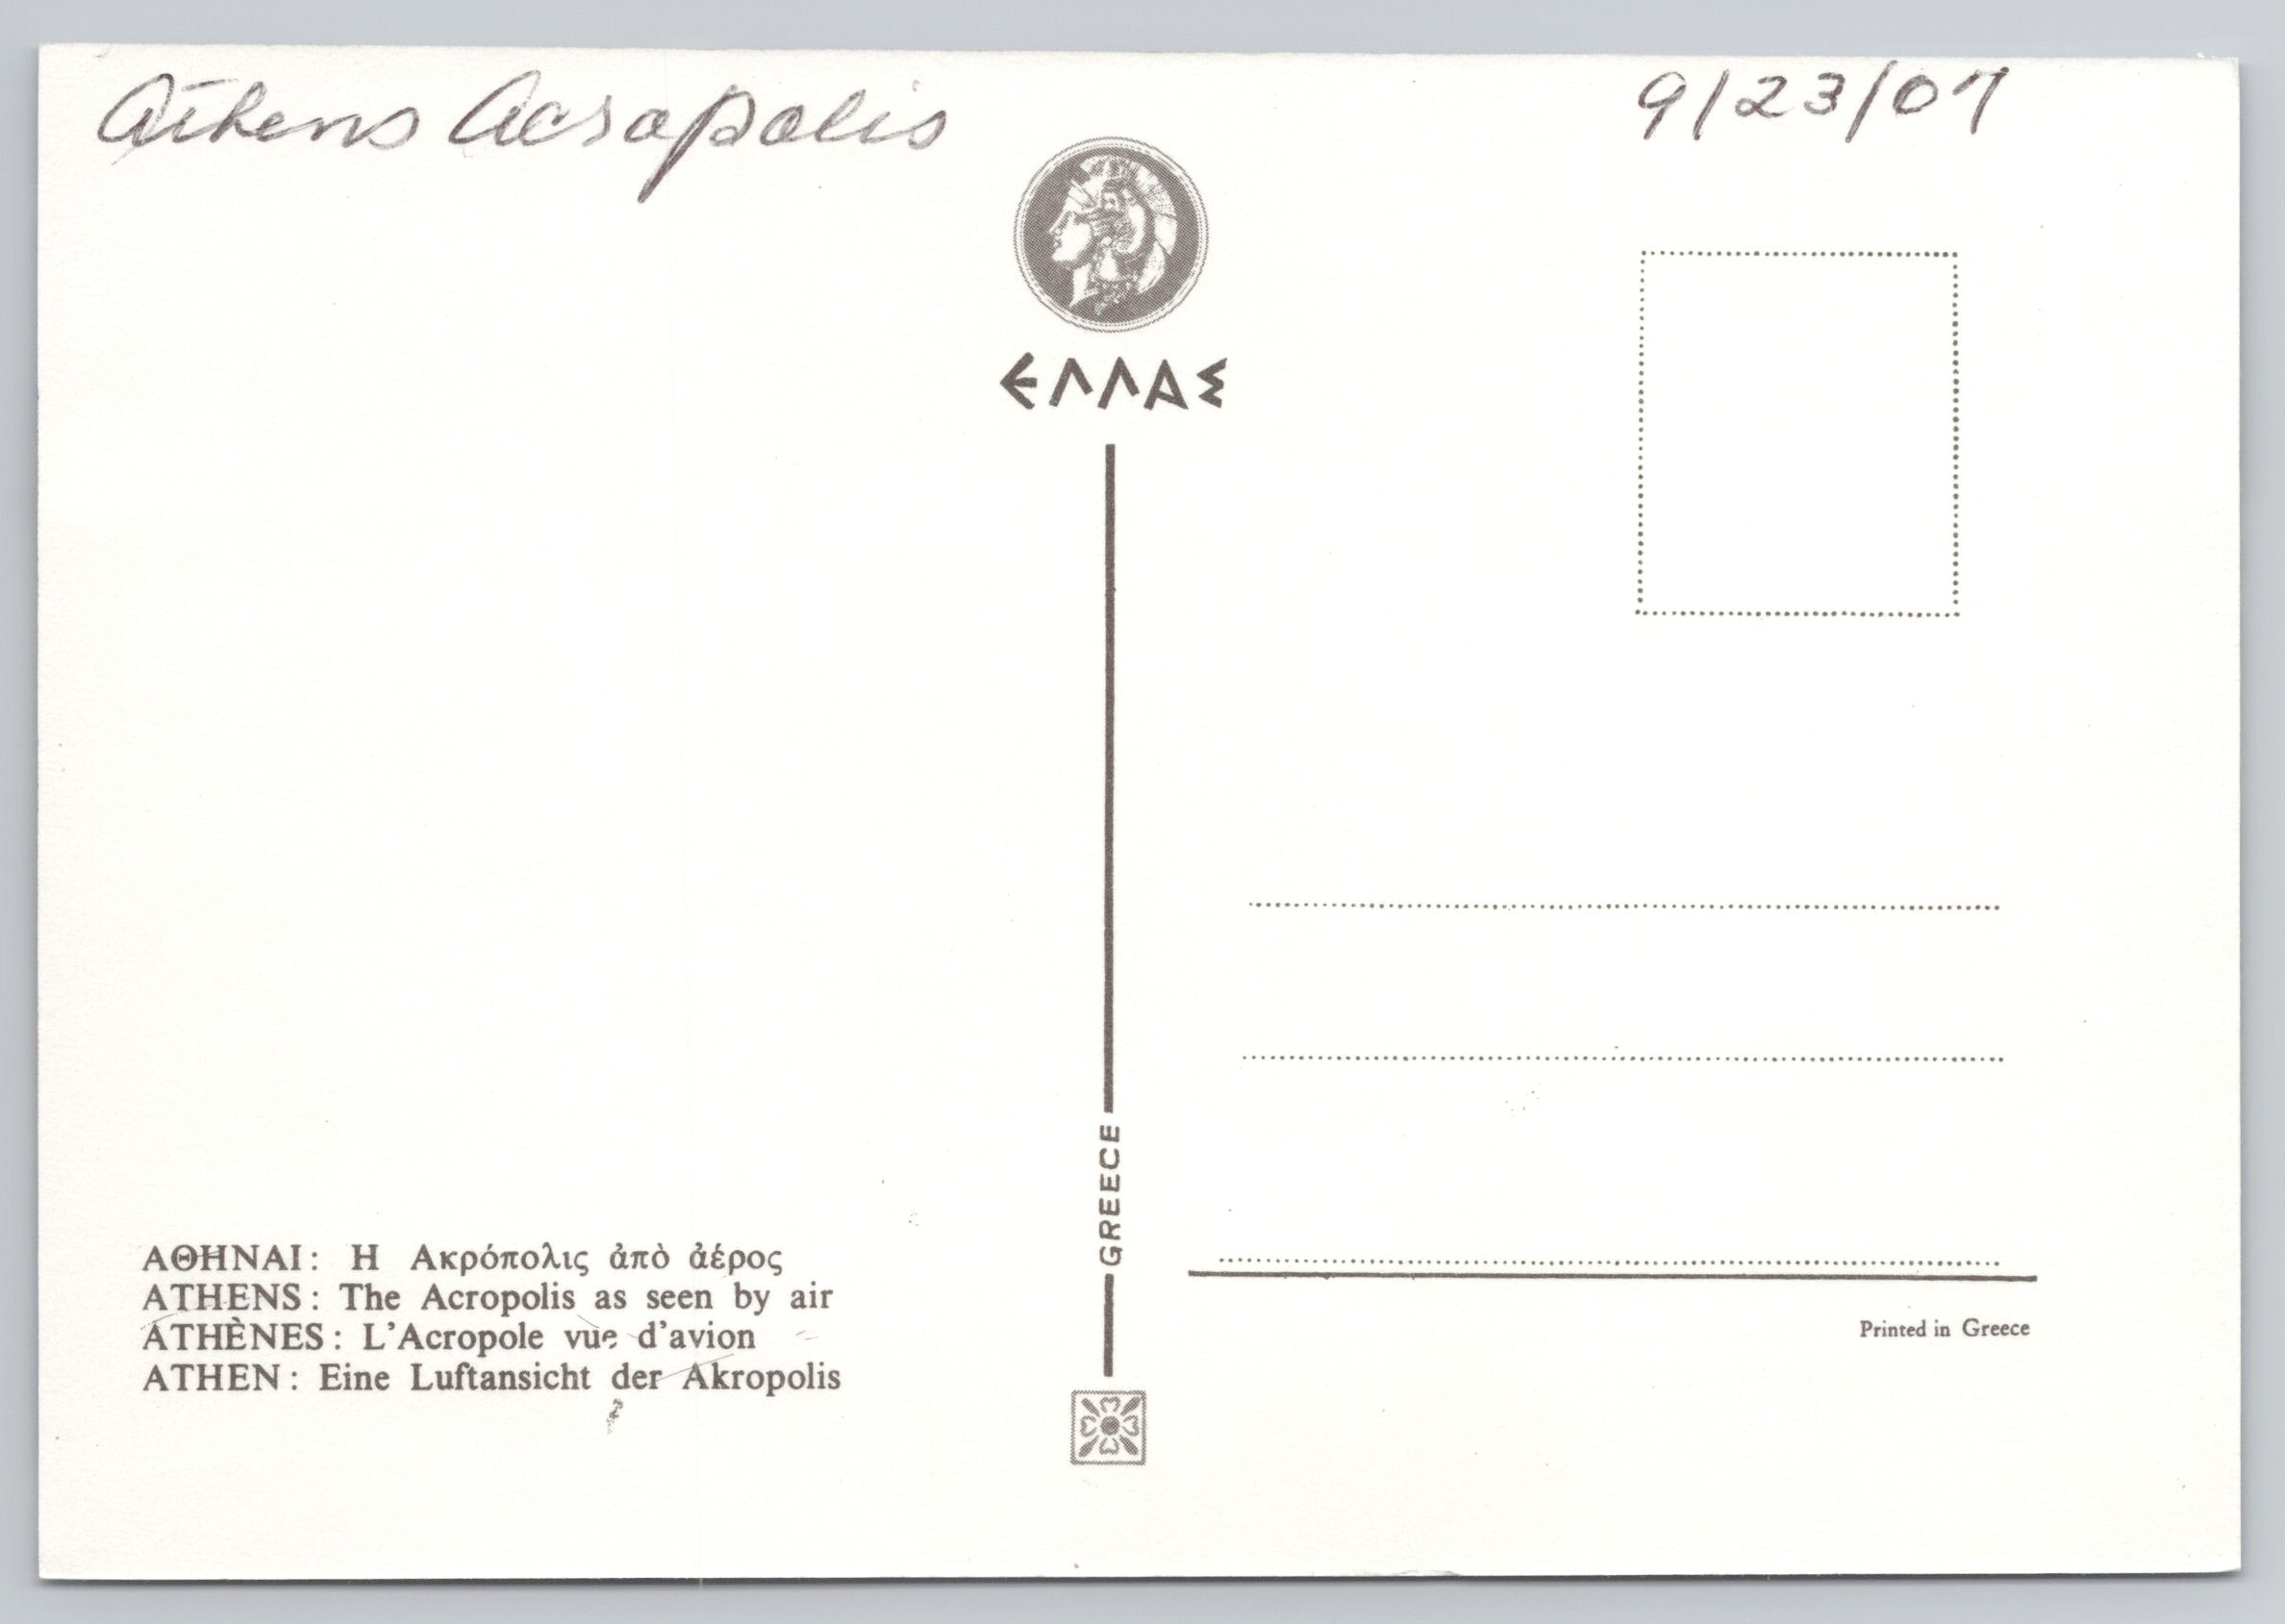 Athens Acropolis
9/23/07
ΕΛΛΑΣ
GREECE
ΑΘΗΝΑΙ: Η Ακρόπολις ἀπὸ ἀέρος
ATHENS: The Acropolis as seen by air
ATHÈNES: L'Acropole vue d'avion
ATHEN: Eine Luftansicht der Akropolis
Printed in Greece